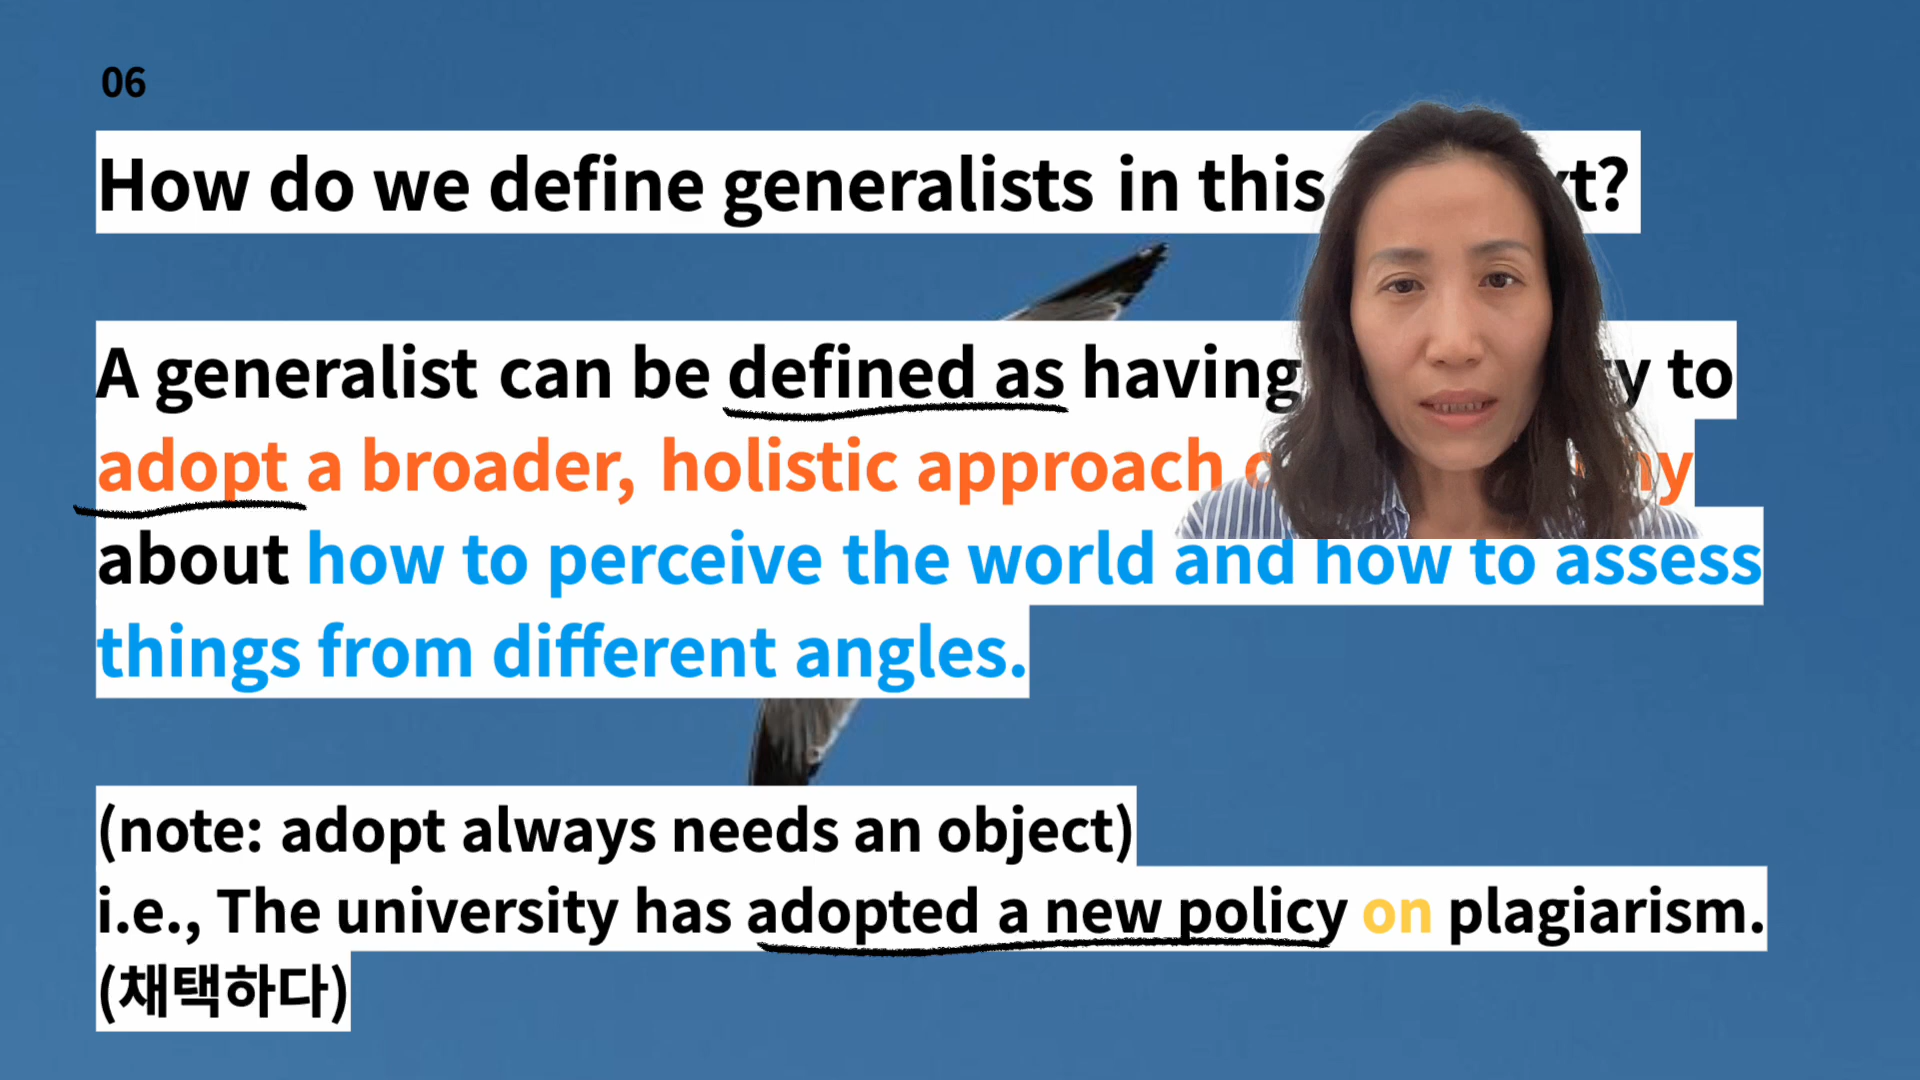 06
How do we define generalists in this
A generalist can be defined as having to
adopt a broader, holistic approach
about how to perceive the world and how to assess
things from different angles.
(note: adopt always needs an object)
i.e., The university has adopted a new policy on plagiarism.
(채택하다)